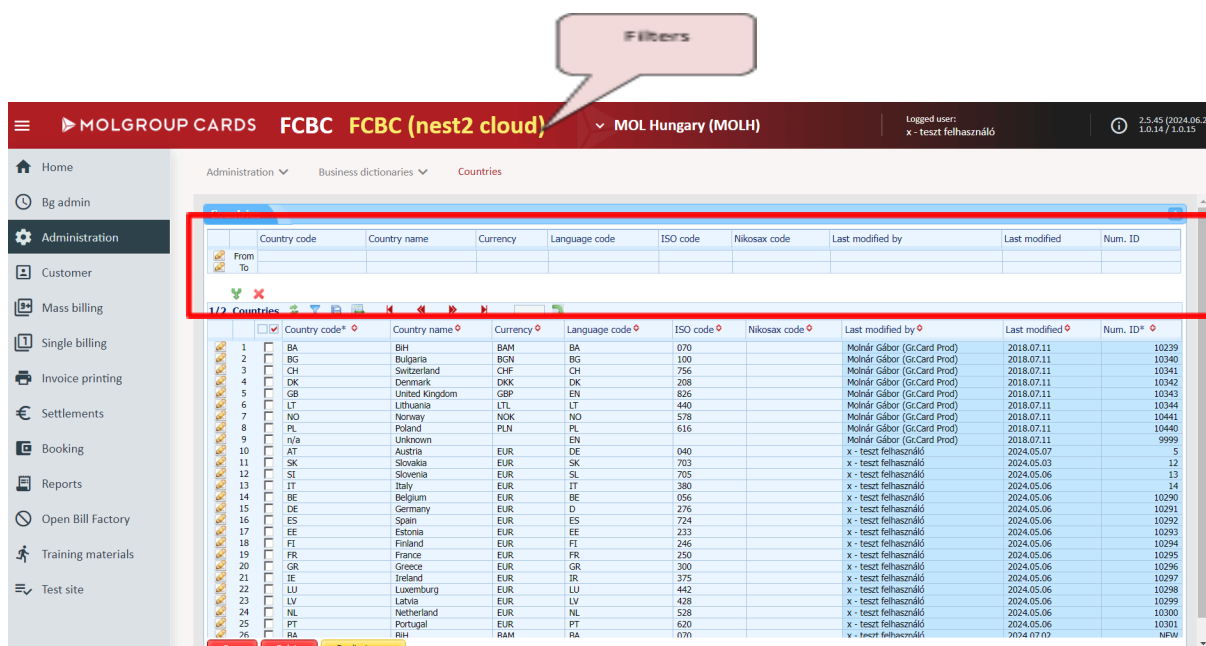 Filters
MOLGROUP CARDS FCBC FCBC (nest2 cloud) MOL Hungary (MOLH) Logged user: 2.5.45 (2024.06.2
x - teszt felhasználó 1.0.14 / 1.0.15
Home
Bg admin
Administration
Customer
Mass billing
Single billing
Invoice printing
Settlements
Booking
Reports
Open Bill Factory
Training materials
Test site
Administration Business dictionaries Countries
Country code Country name Currency Language code ISO code Nikosax code Last modified by Last modified Num. ID
From
To
1/2 Countries
Country code* Country name Currency Language code ISO code Nikosax code Last modified by Last modified Num. ID*
1 BA BiH BAM BA 070 Molnár Gábor (Gr.Card Prod) 2018.07.11 10239
2 BG Bulgaria BGN BG 100 Molnár Gábor (Gr.Card Prod) 2018.07.11 10340
3 CH Switzerland CHF CH 756 Molnár Gábor (Gr.Card Prod) 2018.07.11 10341
4 DK Denmark DKK DK 208 Molnár Gábor (Gr.Card Prod) 2018.07.11 10342
5 GB United Kingdom GBP EN 826 Molnár Gábor (Gr.Card Prod) 2018.07.11 10343
6 LT Lithuania LTL LT 440 Molnár Gábor (Gr.Card Prod) 2018.07.11 10344
7 NO Norway NOK NO 578 Molnár Gábor (Gr.Card Prod) 2018.07.11 10441
8 PL Poland PLN PL 616 Molnár Gábor (Gr.Card Prod) 2018.07.11 10440
9 n/a Unknown EN Molnár Gábor (Gr.Card Prod) 2018.07.11 9999
10 AT Austria EUR DE 040 x - teszt felhasználó 2024.05.07 5
11 SK Slovakia EUR SK 703 x - teszt felhasználó 2024.05.03 12
12 SI Slovenia EUR SL 705 x - teszt felhasználó 2024.05.06 13
13 IT Italy EUR IT 380 x - teszt felhasználó 2024.05.06 14
14 BE Belgium EUR BE 056 x - teszt felhasználó 2024.05.06 10290
15 DE Germany EUR D 276 x - teszt felhasználó 2024.05.06 10291
16 ES Spain EUR ES 724 x - teszt felhasználó 2024.05.06 10292
17 EE Estonia EUR EE 233 x - teszt felhasználó 2024.05.06 10293
18 FI Finland EUR FI 246 x - teszt felhasználó 2024.05.06 10294
19 FR France EUR FR 250 x - teszt felhasználó 2024.05.06 10295
20 GR Greece EUR GR 300 x - teszt felhasználó 2024.05.06 10296
21 IE Ireland EUR IR 375 x - teszt felhasználó 2024.05.06 10297
22 LU Luxemburg EUR LU 442 x - teszt felhasználó 2024.05.06 10298
23 LV Latvia EUR LV 428 x - teszt felhasználó 2024.05.06 10299
24 NL Netherland EUR NL 528 x - teszt felhasználó 2024.05.06 10300
25 PT Portugal EUR PT 620 x - teszt felhasználó 2024.05.06 10301
26 BA BiH BAM BA 070 x - teszt felhasználó 2024.07.02 NEW